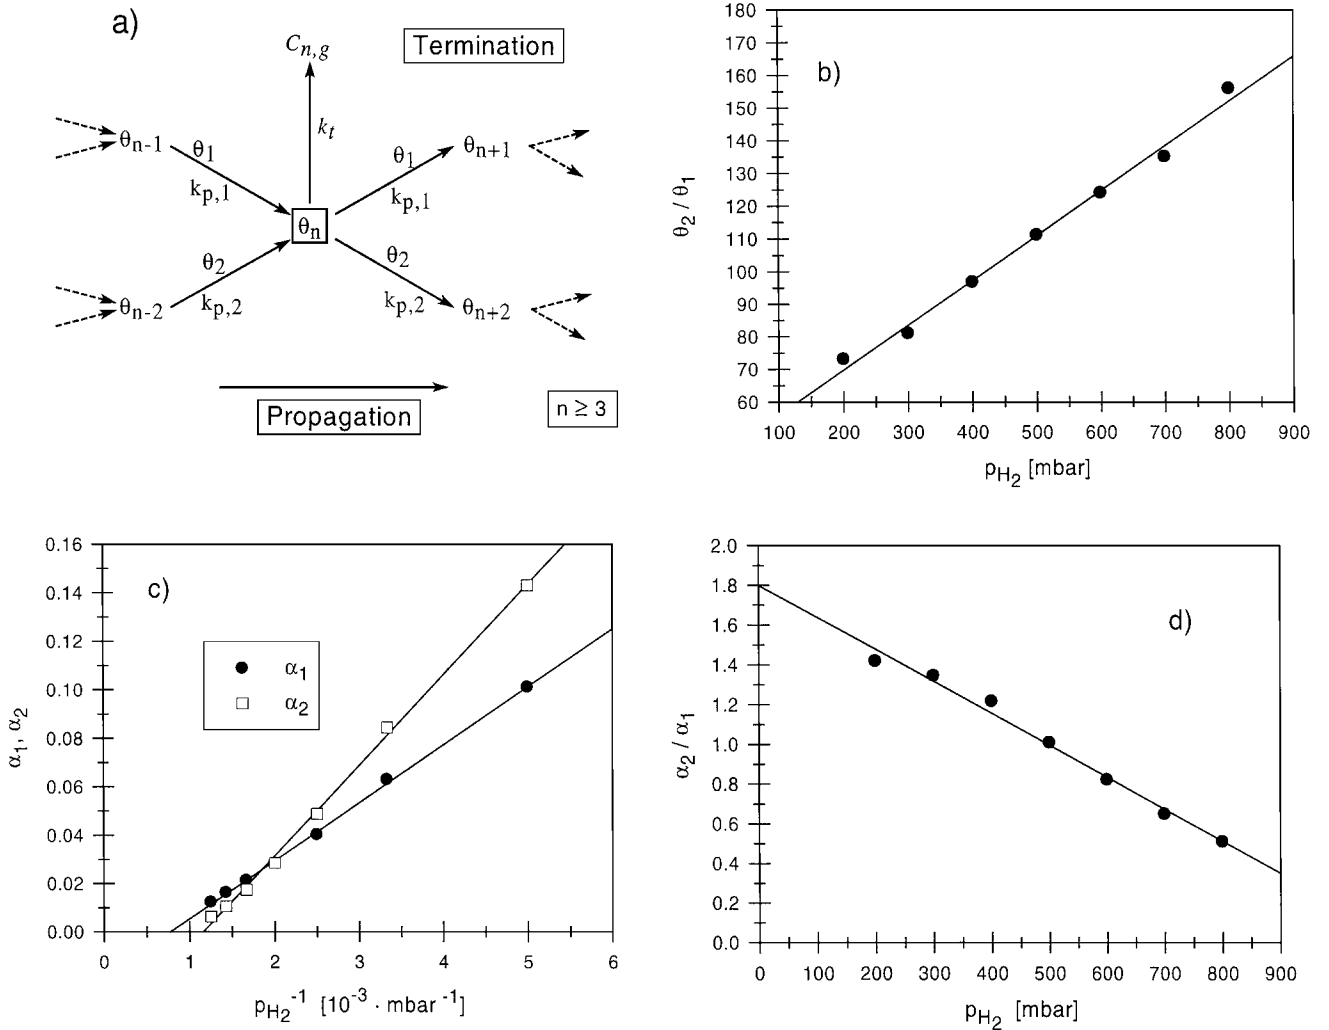 a)
C_{n,g}
Termination
k_t
θ_{n-1}
θ_1
θ_1
θ_{n+1}
k_{p,1}
k_{p,1}
θ_n
θ_2
θ_2
θ_{n-2}
k_{p,2}
k_{p,2}
θ_{n+2}
Propagation
n ≥ 3
b)
θ_2 / θ_1
180
170
160
150
140
130
120
110
100
90
80
70
60
100 200 300 400 500 600 700 800 900
p_{H_2} [mbar]
c)
α_1, α_2
0.16
0.14
0.12
0.10
0.08
0.06
0.04
0.02
0.00
α_1
α_2
0 1 2 3 4 5 6
p_{H_2}^{-1} [10^{-3} · mbar^{-1}]
d)
α_2 / α_1
2.0
1.8
1.6
1.4
1.2
1.0
0.8
0.6
0.4
0.2
0.0
0 100 200 300 400 500 600 700 800 900
p_{H_2} [mbar]